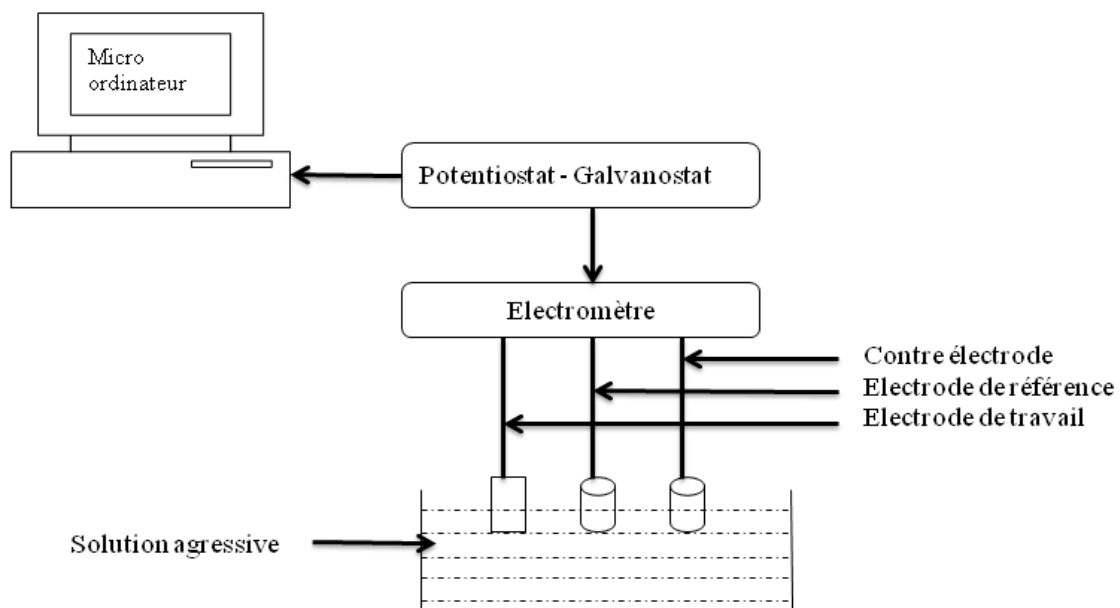 Micro
ordinateur
Potentiostat - Galvanostat
Electromètre
Contre électrode
Electrode de référence
Electrode de travail
Solution agressive